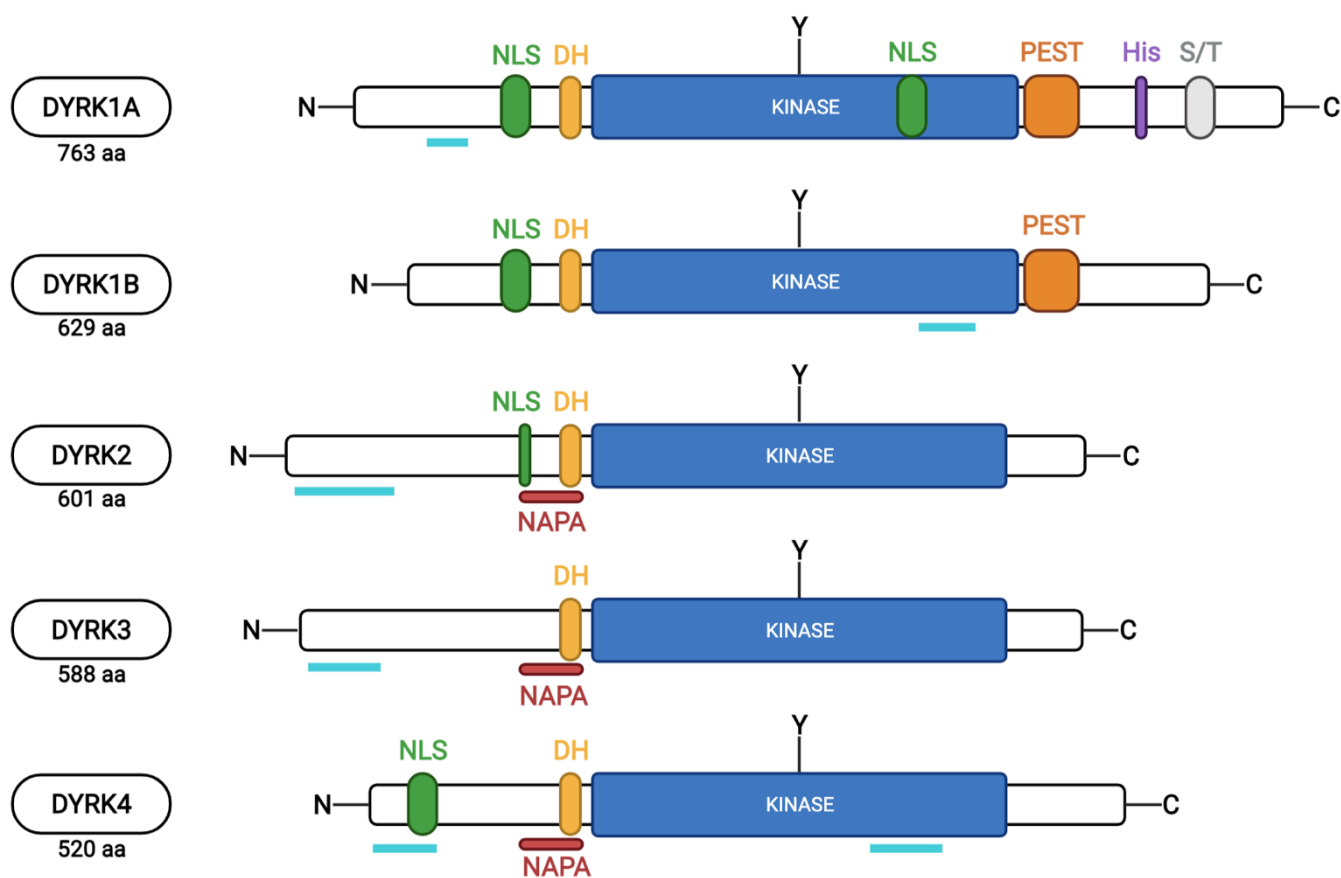 Y
NLS DH NLS PEST His S/T
DYRK1A N KINASE C
763 aa
Y
NLS DH PEST
DYRK1B N KINASE C
629 aa
Y
NLS DH
DYRK2 N KINASE C
601 aa
NAPA
Y
DH
DYRK3 N KINASE C
588 aa
NAPA
Y
NLS DH
DYRK4 N KINASE C
520 aa
NAPA